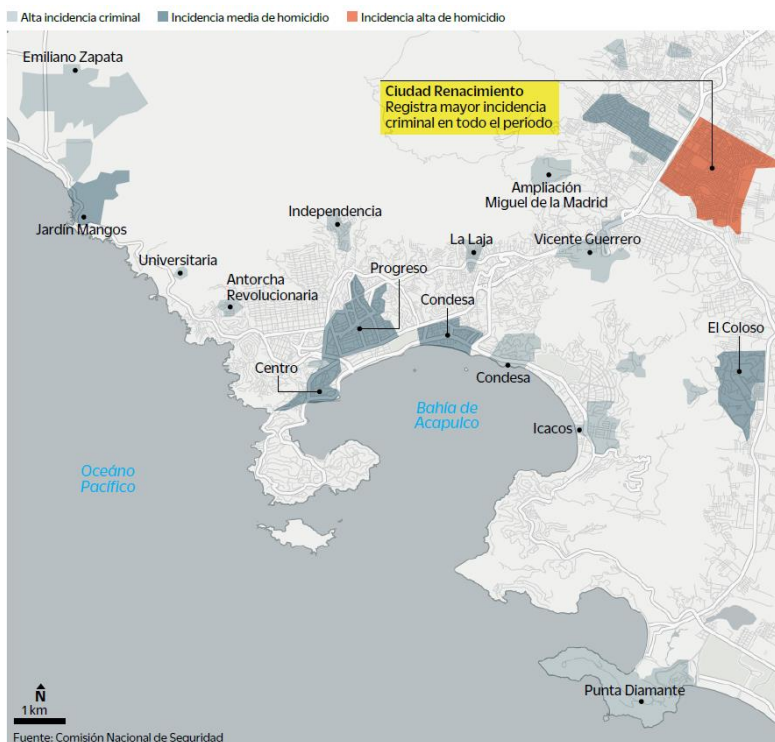 Alta incidencia criminal
Incidencia media de homicidio
Incidencia alta de homicidio
Emiliano Zapata
Ciudad Renacimiento
Registra mayor incidencia
criminal en todo el periodo
Ampliación
Miguel de la Madrid
Independencia
Jardín Mangos
La Laja
Vicente Guerrero
Universitaria
Progreso
Antorcha
Revolucionaria
Condesa
El Coloso
Centro
Condesa
Bahía de
Acapulco
Icacos
Oceáno
Pacífico
Punta Diamante
N
1 km
Fuente: Comisión Nacional de Seguridad